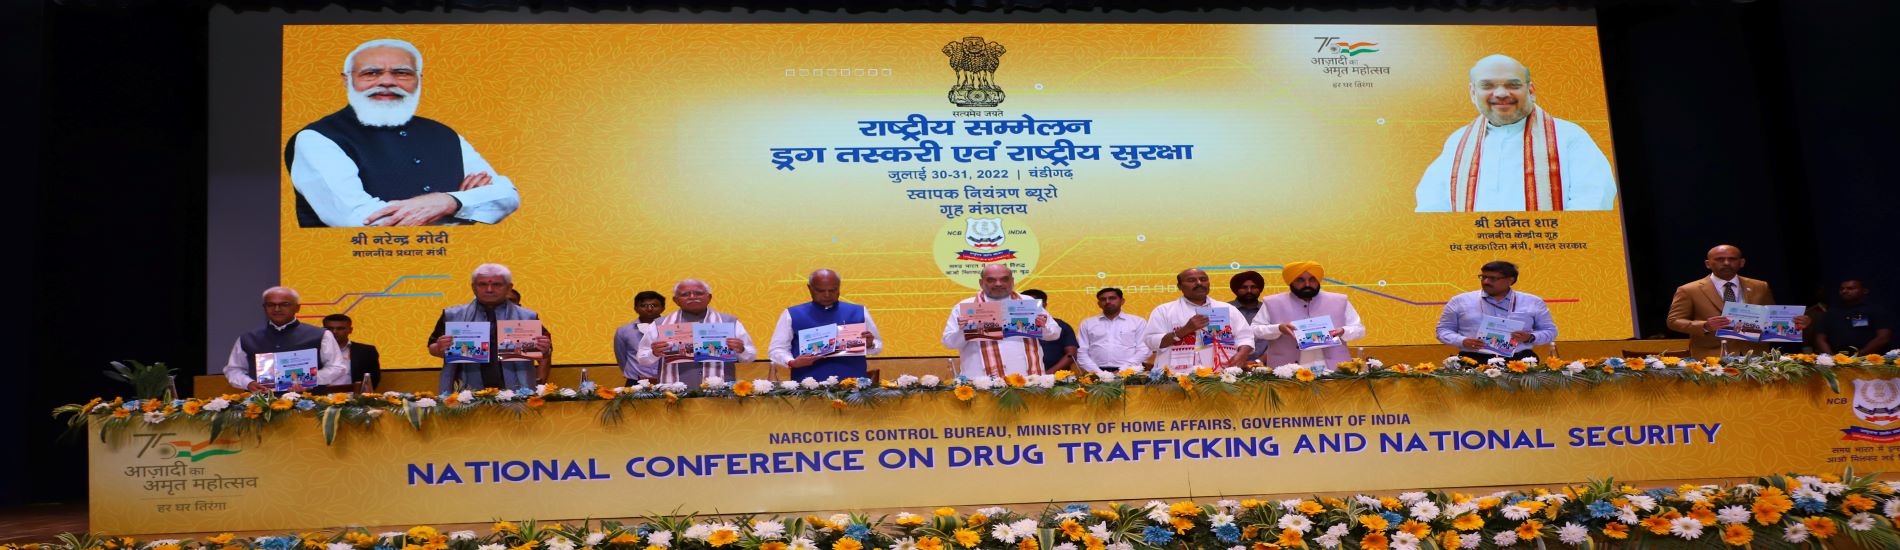 75
आज़ादी का
अमृत महोत्सव
हर घर तिरंगा
सत्यमेव जयते
राष्ट्रीय सम्मेलन
ड्रग तस्करी एवं राष्ट्रीय सुरक्षा
जुलाई 30-31, 2022 | चंडीगढ़
स्वापक नियंत्रण ब्यूरो
गृह मंत्रालय
NCB INDIA
श्री नरेन्द्र मोदी
माननीय प्रधान मंत्री
श्री अमित शाह
माननीय केन्द्रीय गृह
एंव सहकारिता मंत्री, भारत सरकार
NARCOTICS CONTROL BUREAU, MINISTRY OF HOME AFFAIRS, GOVERNMENT OF INDIA
NATIONAL CONFERENCE ON DRUG TRAFFICKING AND NATIONAL SECURITY
75
आज़ादी का
अमृत महोत्सव
हर घर तिरंगा
NCB